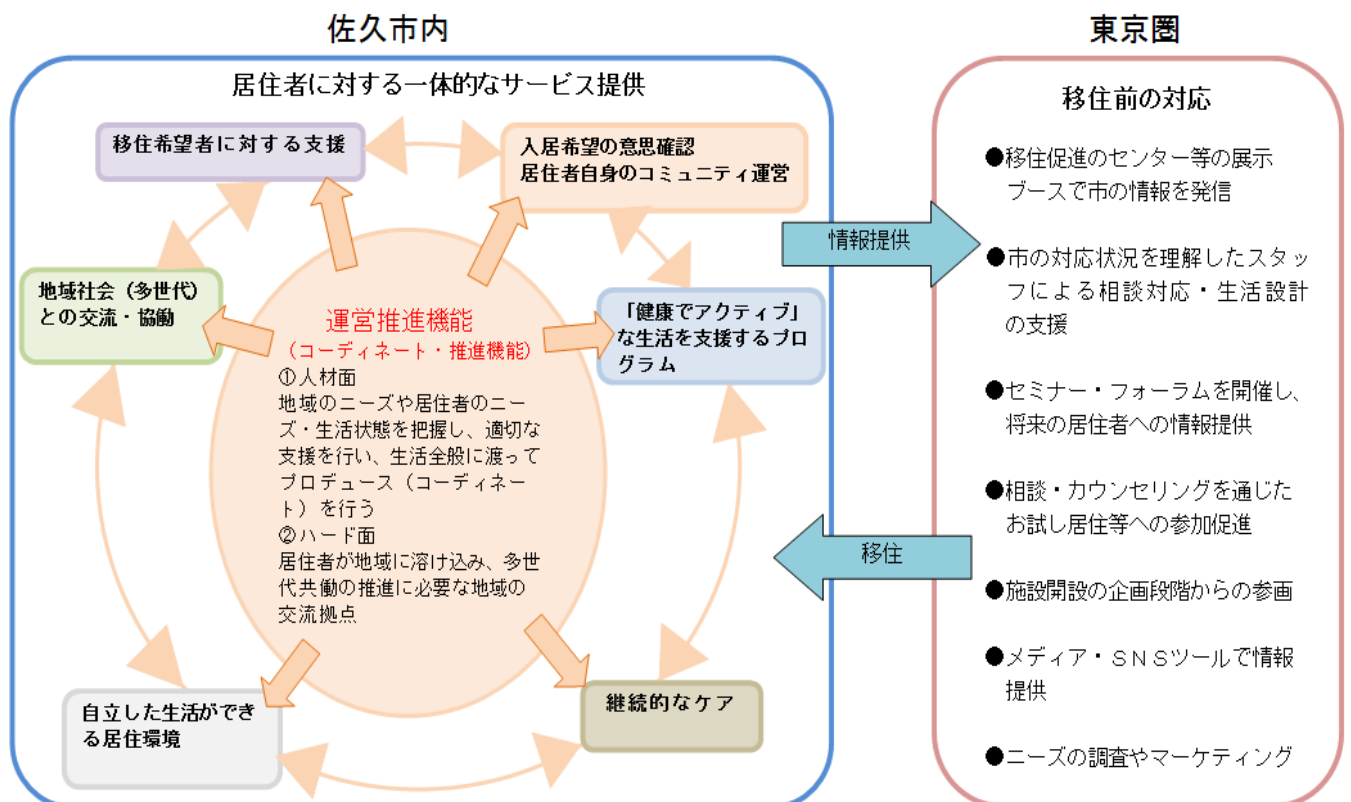 佐久市内
居住者に対する一体的なサービス提供
移住希望者に対する支援
入居希望の意思確認
居住者自身のコミュニティ運営
地域社会(多世代)
との交流・協働
「健康でアクティブ」
な生活を支援するプロ
グラム
運営推進機能
(コーディネート・推進機能)
①人材面
地域のニーズや居住者のニー
ズ・生活状態を把握し、適切な
支援を行い、生活全般に渡って
プロデュース(コーディネー
ト)を行う
②ハード面
居住者が地域に溶け込み、多世
代共働の推進に必要な地域の
交流拠点
自立した生活ができ
る居住環境
継続的なケア
情報提供
移住
東京圏
移住前の対応
●移住促進のセンター等の展示
ブースで市の情報を発信
●市の対応状況を理解したスタッ
フによる相談対応・生活設計
の支援
●セミナー・フォーラムを開催し、
将来の居住者への情報提供
●相談・カウンセリングを通じた
お試し居住等への参加促進
●施設開設の企画段階からの参画
●メディア・SNSツールで情報
提供
●ニーズの調査やマーケティング